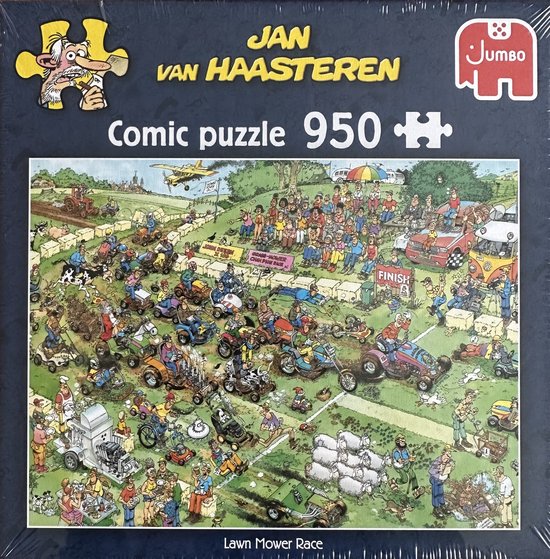 JAN
VAN HAASTEREN
Jumbo
Comic puzzle 950
FINISH
Lawn Mower Race